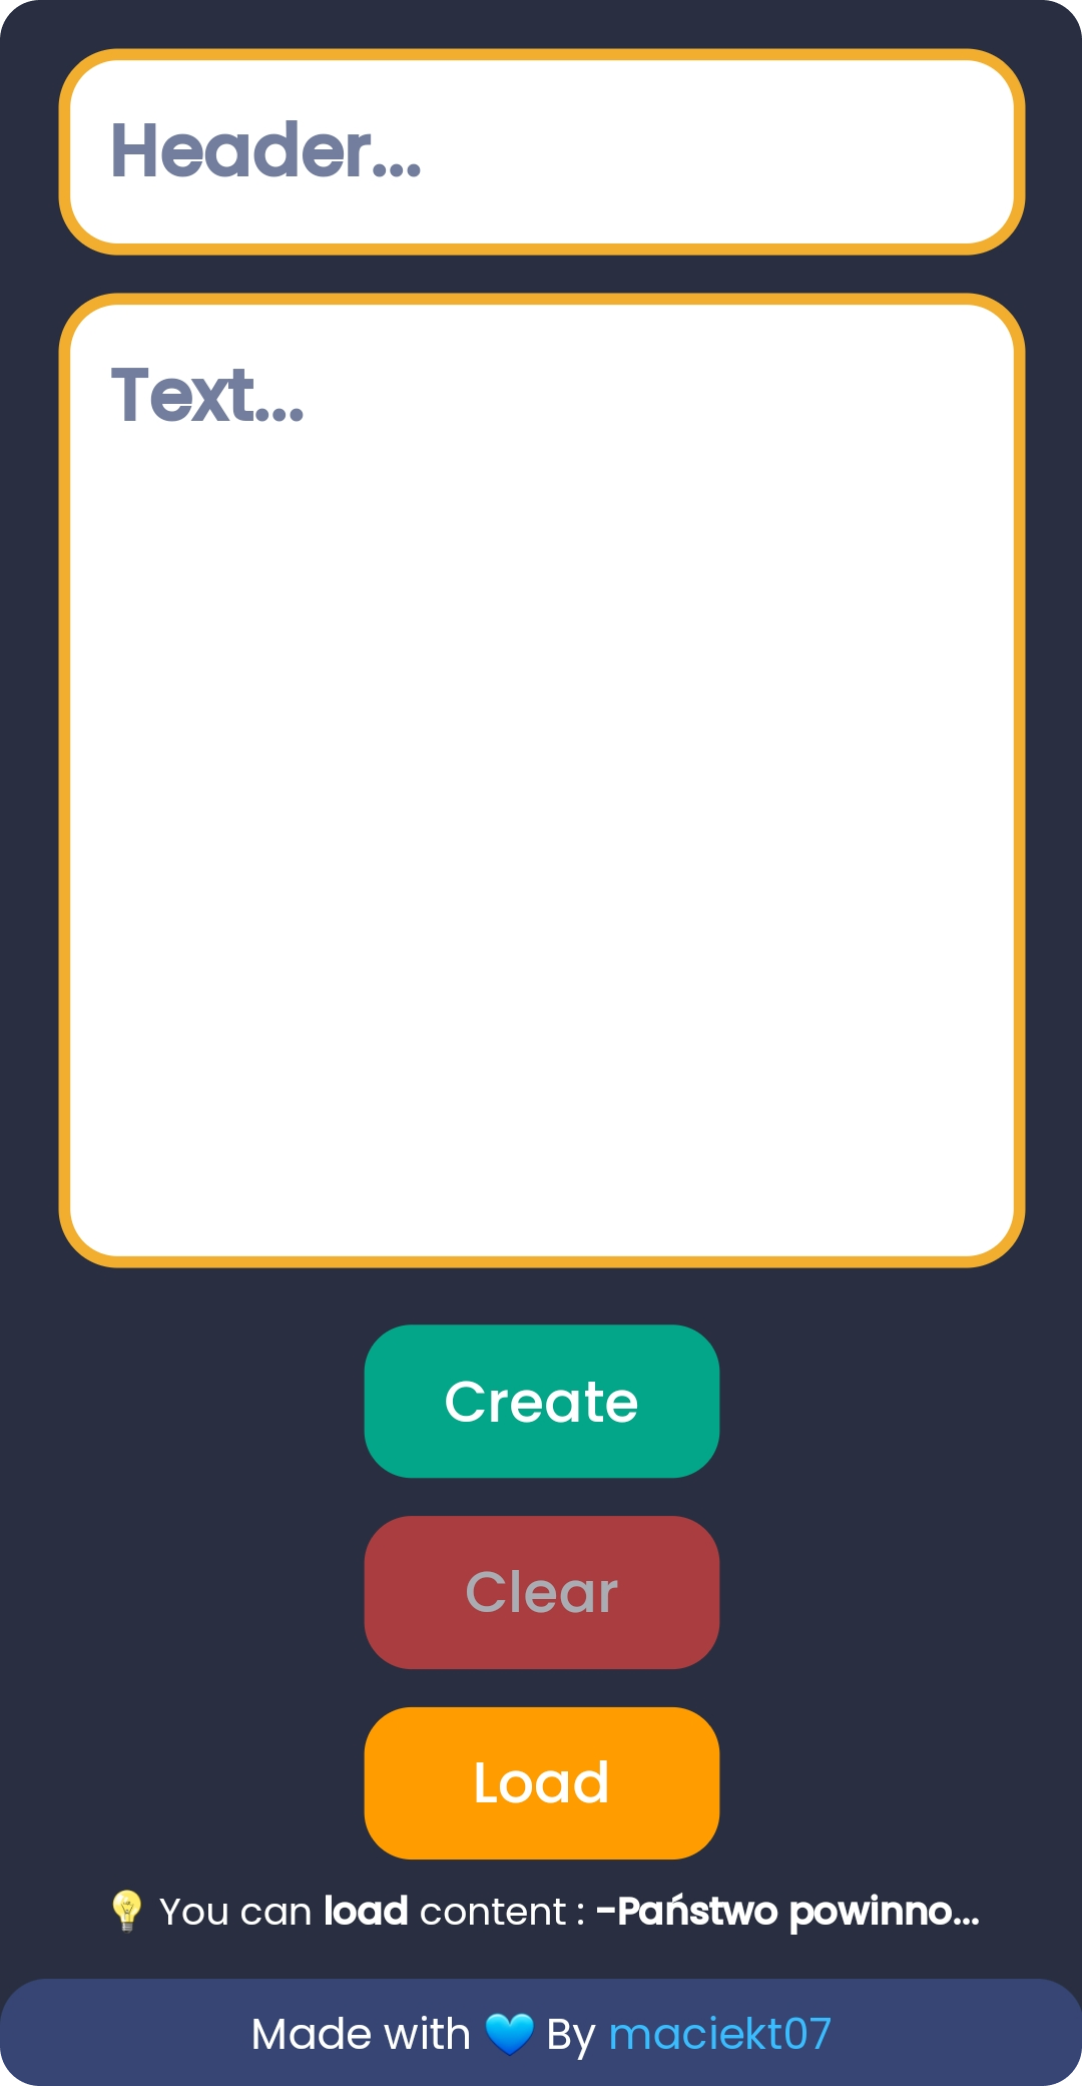 Header...
Text...
Create
Clear
Load
💡 You can load content : -Państwo powinno...
Made with 💙 By maciekt07